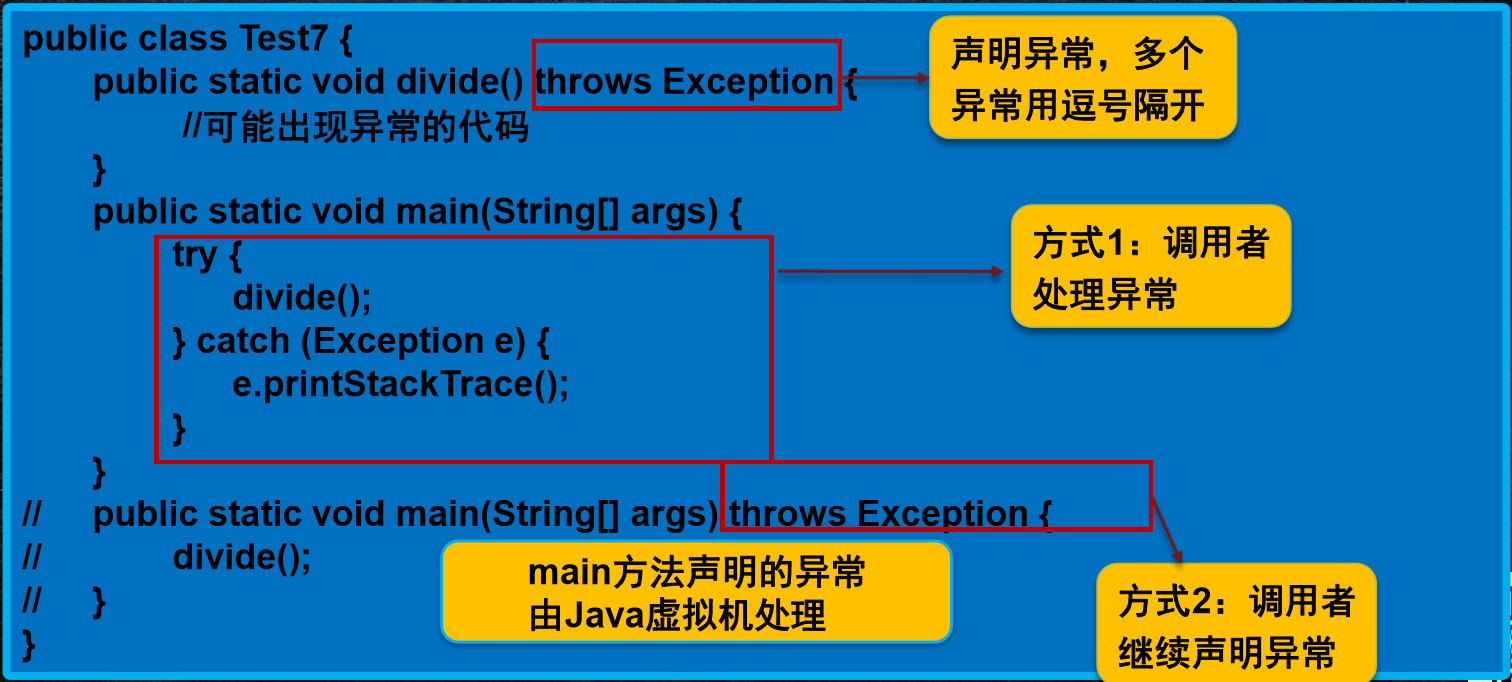 public class Test7 {
public static void divide() throws Exception {
//可能出现异常的代码
}
public static void main(String[] args) {
try {
divide();
} catch (Exception e) {
e.printStackTrace();
}
}
// public static void main(String[] args) throws Exception {
// divide();
// }
}
声明异常，多个
异常用逗号隔开
方式1：调用者
处理异常
main方法声明的异常
由Java虚拟机处理
方式2：调用者
继续声明异常